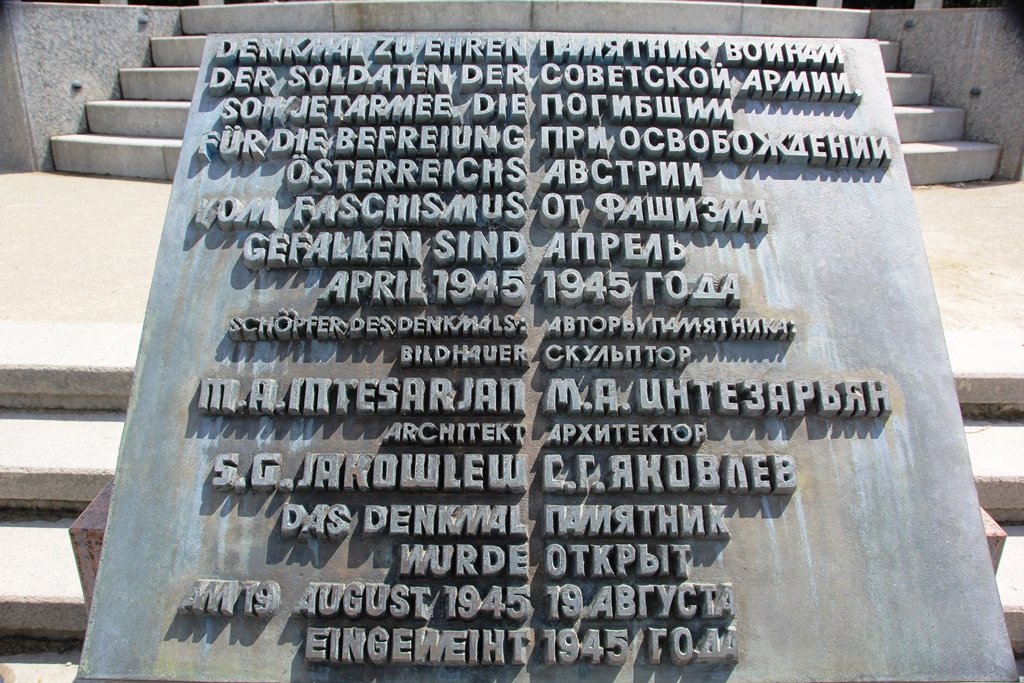 DENKMAL ZU EHREN
DER SOLDATEN DER
SOWJETARMEE, DIE
FÜR DIE BEFREIUNG
ÖSTERREICHS
VOM FASCHISMUS
GEFALLEN SIND
APRIL 1945
SCHÖPFER DES DENKMALS:
BILDHAUER
M.A. INTESARJAN
ARCHITEKT
S.G. JAKOWLEW
DAS DENKMAL
WURDE
AM 19. AUGUST 1945
EINGEWEIHT
ПАМЯТНИК ВОИНАМ
СОВЕТСКОЙ АРМИИ,
ПОГИБШИМ
ПРИ ОСВОБОЖДЕНИИ
АВСТРИИ
ОТ ФАШИЗМА
АПРЕЛЬ
1945 ГОДА
АВТОРЫ ПАМЯТНИКА:
СКУЛЬПТОР
М.А. ИНТЕЗАРЬЯН
АРХИТЕКТОР
С.Г. ЯКОВЛЕВ
ПАМЯТНИК
ОТКРЫТ
19 АВГУСТА
1945 ГОДА